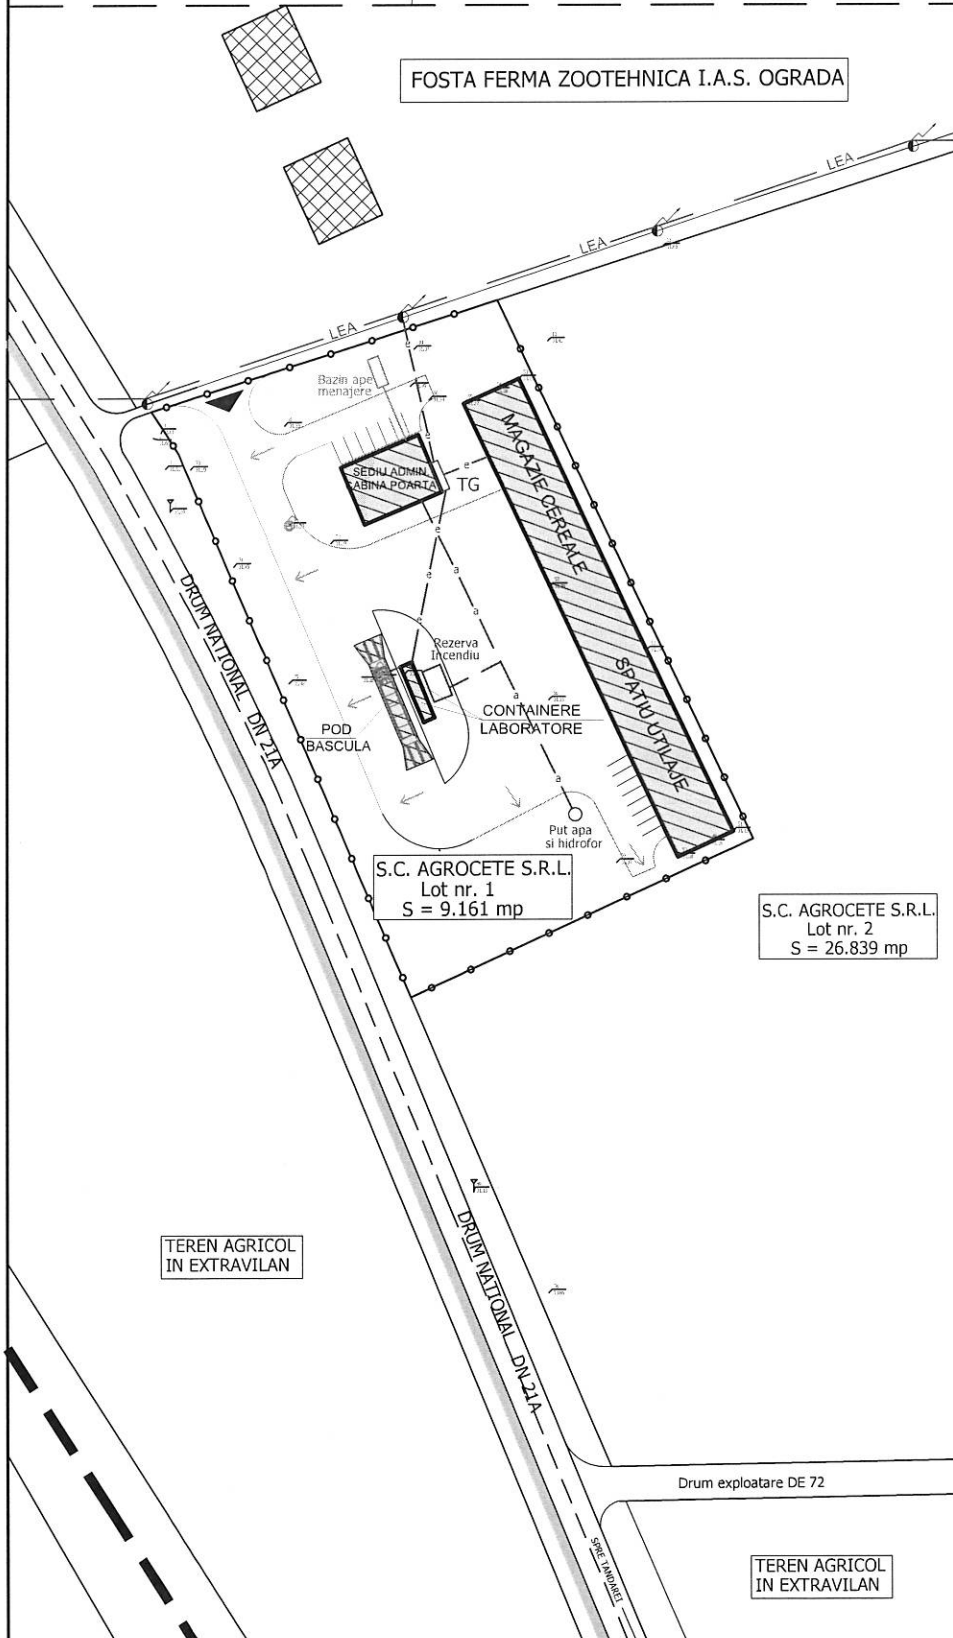 FOSTA FERMA ZOOTEHNICA I.A.S. OGRADA
LEA
LEA
LEA
Bazin ape
menajere
SEDIU ADMIN.
CABINA POARTA
e
e
e
TG
MAGAZIE CEREALE
e
e
e
a
a
a
a
DRUM NATIONAL DN 21A
Rezerva
Incendiu
SPATIU UTILAJE
CONTAINERE
LABORATORE
POD
BASCULA
Put apa
si hidrofor
S.C. AGROCETE S.R.L.
Lot nr. 1
S = 9.161 mp
S.C. AGROCETE S.R.L.
Lot nr. 2
S = 26.839 mp
TEREN AGRICOL
IN EXTRAVILAN
DRUM NATIONAL DN 21A
Drum exploatare DE 72
SPRE TANDAREI
TEREN AGRICOL
IN EXTRAVILAN